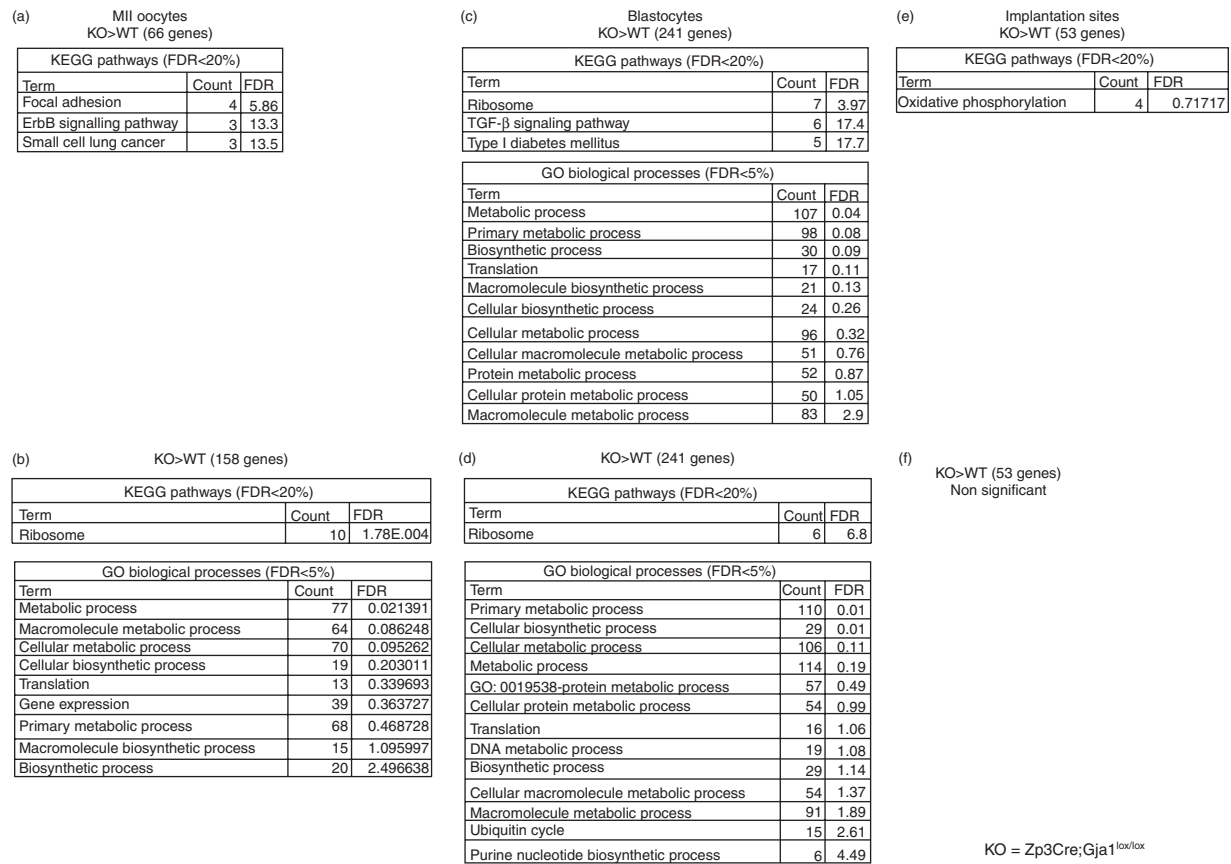 (a) MII oocytes
KO>WT (66 genes)
KEGG pathways (FDR<20%)
Term Count FDR
Focal adhesion 4 5.86
ErbB signalling pathway 3 13.3
Small cell lung cancer 3 13.5
(b) KO>WT (158 genes)
KEGG pathways (FDR<20%)
Term Count FDR
Ribosome 10 1.78E.004
GO biological processes (FDR<5%)
Term Count FDR
Metabolic process 77 0.021391
Macromolecule metabolic process 64 0.086248
Cellular metabolic process 70 0.095262
Cellular biosynthetic process 19 0.203011
Translation 13 0.339693
Gene expression 39 0.363727
Primary metabolic process 68 0.468728
Macromolecule biosynthetic process 15 1.095997
Biosynthetic process 20 2.496638
(c) Blastocytes
KO>WT (241 genes)
KEGG pathways (FDR<20%)
Term Count FDR
Ribosome 7 3.97
TGF-β signaling pathway 6 17.4
Type I diabetes mellitus 5 17.7
GO biological processes (FDR<5%)
Term Count FDR
Metabolic process 107 0.04
Primary metabolic process 98 0.08
Biosynthetic process 30 0.09
Translation 17 0.11
Macromolecule biosynthetic process 21 0.13
Cellular biosynthetic process 24 0.26
Cellular metabolic process 96 0.32
Cellular macromolecule metabolic process 51 0.76
Protein metabolic process 52 0.87
Cellular protein metabolic process 50 1.05
Macromolecule metabolic process 83 2.9
(d) KO>WT (241 genes)
KEGG pathways (FDR<20%)
Term Count FDR
Ribosome 6 6.8
GO biological processes (FDR<5%)
Term Count FDR
Primary metabolic process 110 0.01
Cellular biosynthetic process 29 0.01
Cellular metabolic process 106 0.11
Metabolic process 114 0.19
GO: 0019538-protein metabolic process 57 0.49
Cellular protein metabolic process 54 0.99
Translation 16 1.06
DNA metabolic process 19 1.08
Biosynthetic process 29 1.14
Cellular macromolecule metabolic process 54 1.37
Macromolecule metabolic process 91 1.89
Ubiquitin cycle 15 2.61
Purine nucleotide biosynthetic process 6 4.49
(e) Implantation sites
KO>WT (53 genes)
KEGG pathways (FDR<20%)
Term Count FDR
Oxidative phosphorylation 4 0.71717
(f)
KO>WT (53 genes)
Non significant
KO = Zp3Cre;Gja1lox/lox